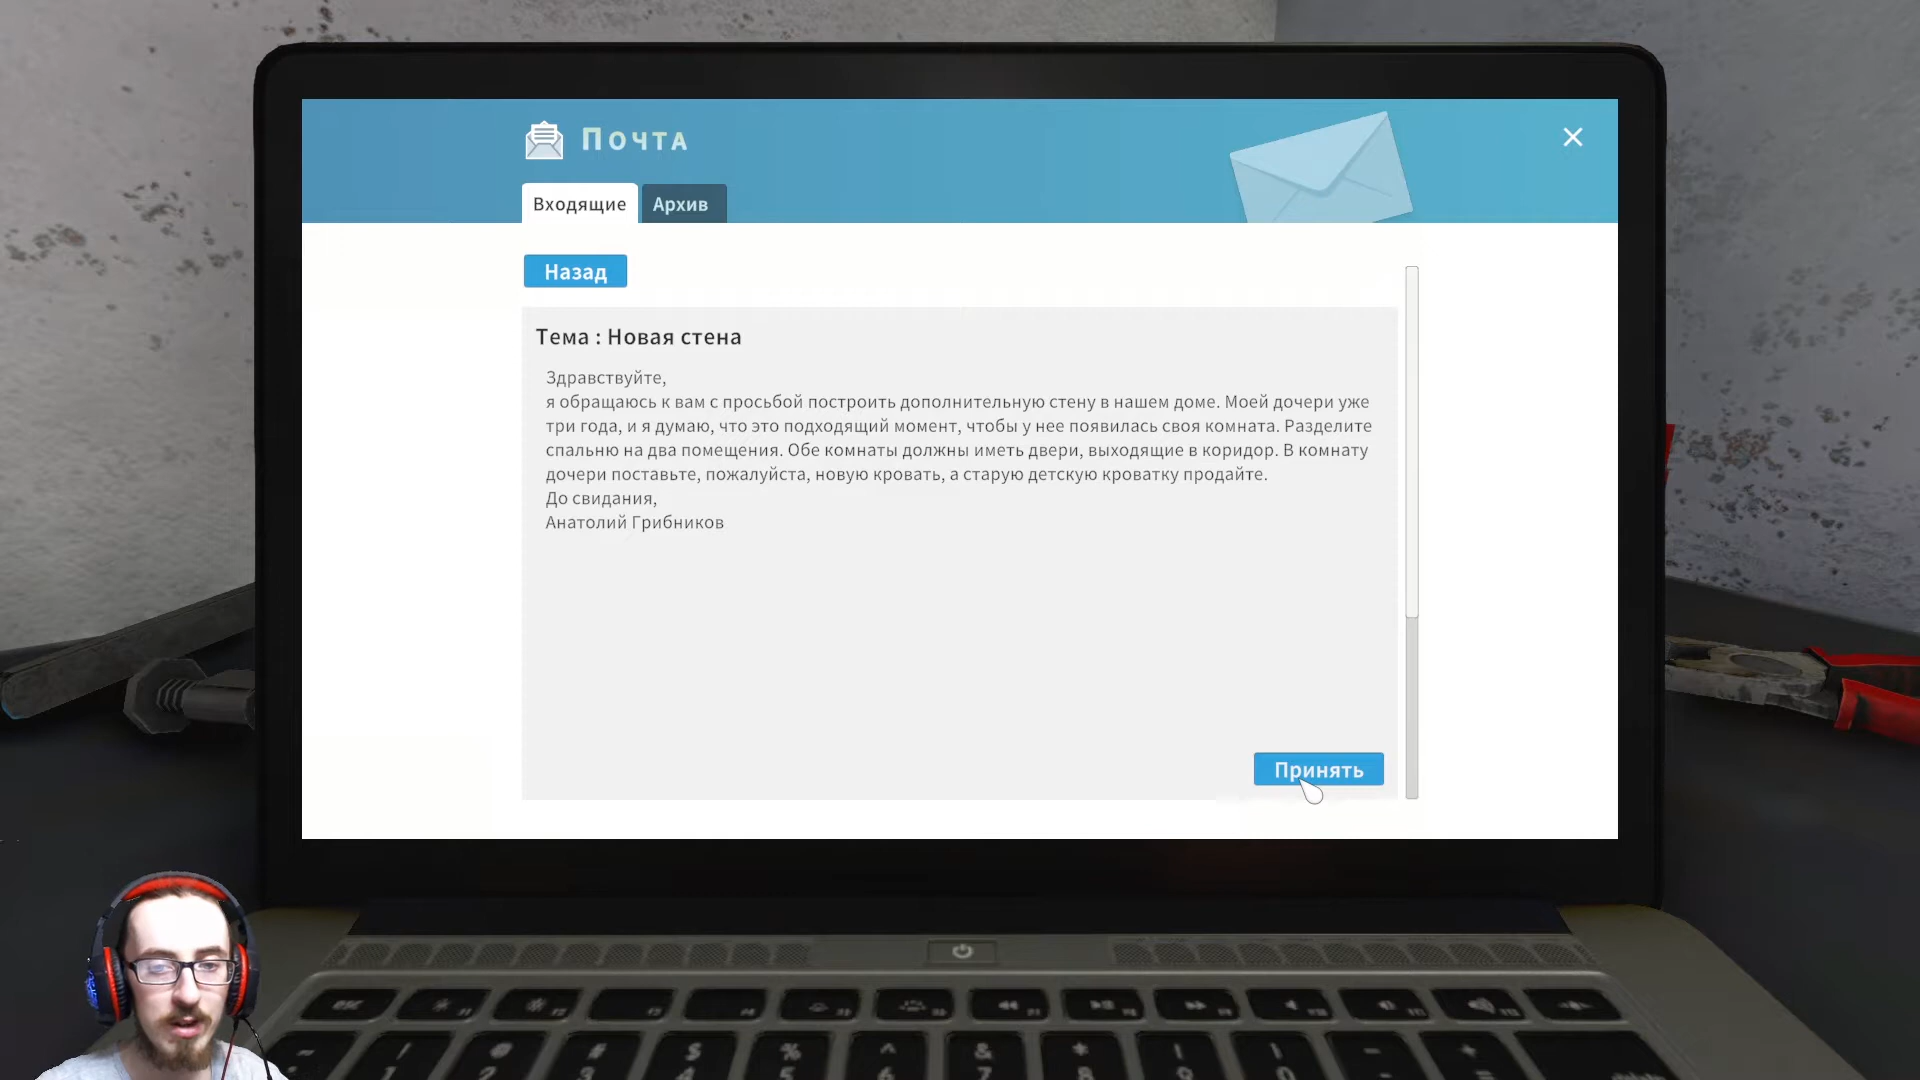 Почта
Входящие
Архив
Назад
Тема : Новая стена
Здравствуйте,
я обращаюсь к вам с просьбой построить дополнительную стену в нашем доме. Моей дочери уже
три года, и я думаю, что это подходящий момент, чтобы у нее появилась своя комната. Разделите
спальню на два помещения. Обе комнаты должны иметь двери, выходящие в коридор. В комнату
дочери поставьте, пожалуйста, новую кровать, а старую детскую кроватку продайте.
До свидания,
Анатолий Грибников
Принять
esc